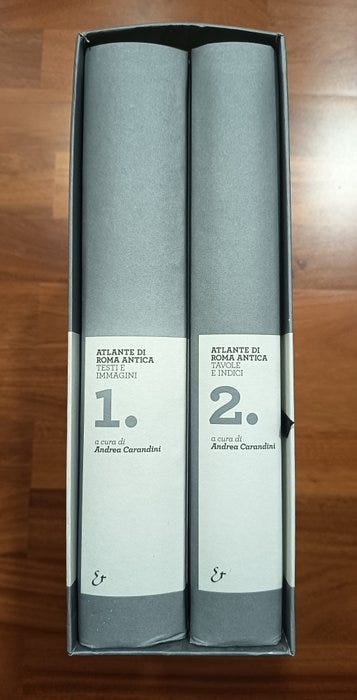 ATLANTE DI
ROMA ANTICA
TESTI E
IMMAGINI
1.
a cura di
Andrea Carandini
ATLANTE DI
ROMA ANTICA
TAVOLE
E INDICI
2.
a cura di
Andrea Carandini